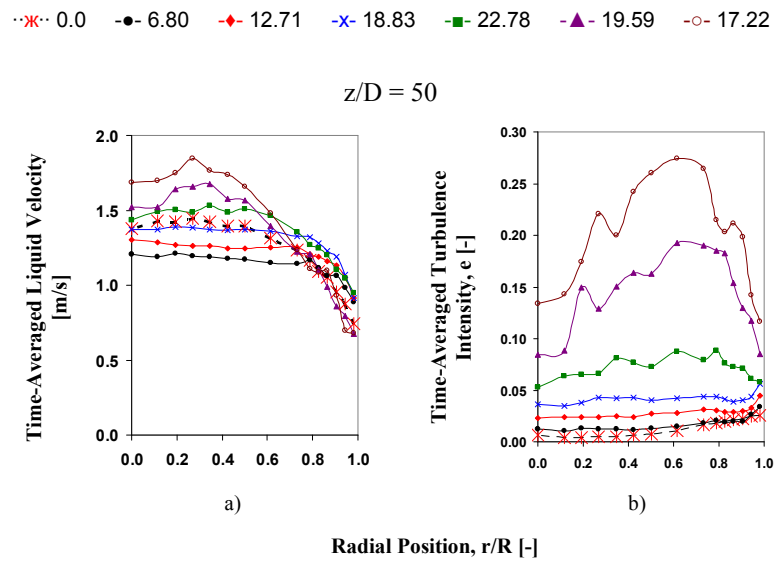 0.0 6.80 12.71 18.83 22.78 19.59 17.22
z/D = 50
Time-Averaged Liquid Velocity
[m/s]
2.0
1.5
1.0
0.5
0.0
0.0 0.2 0.4 0.6 0.8 1.0
a)
Time-Averaged Turbulence
Intensity, e [-]
0.30
0.25
0.20
0.15
0.10
0.05
0.00
0.0 0.2 0.4 0.6 0.8 1.0
b)
Radial Position, r/R [-]